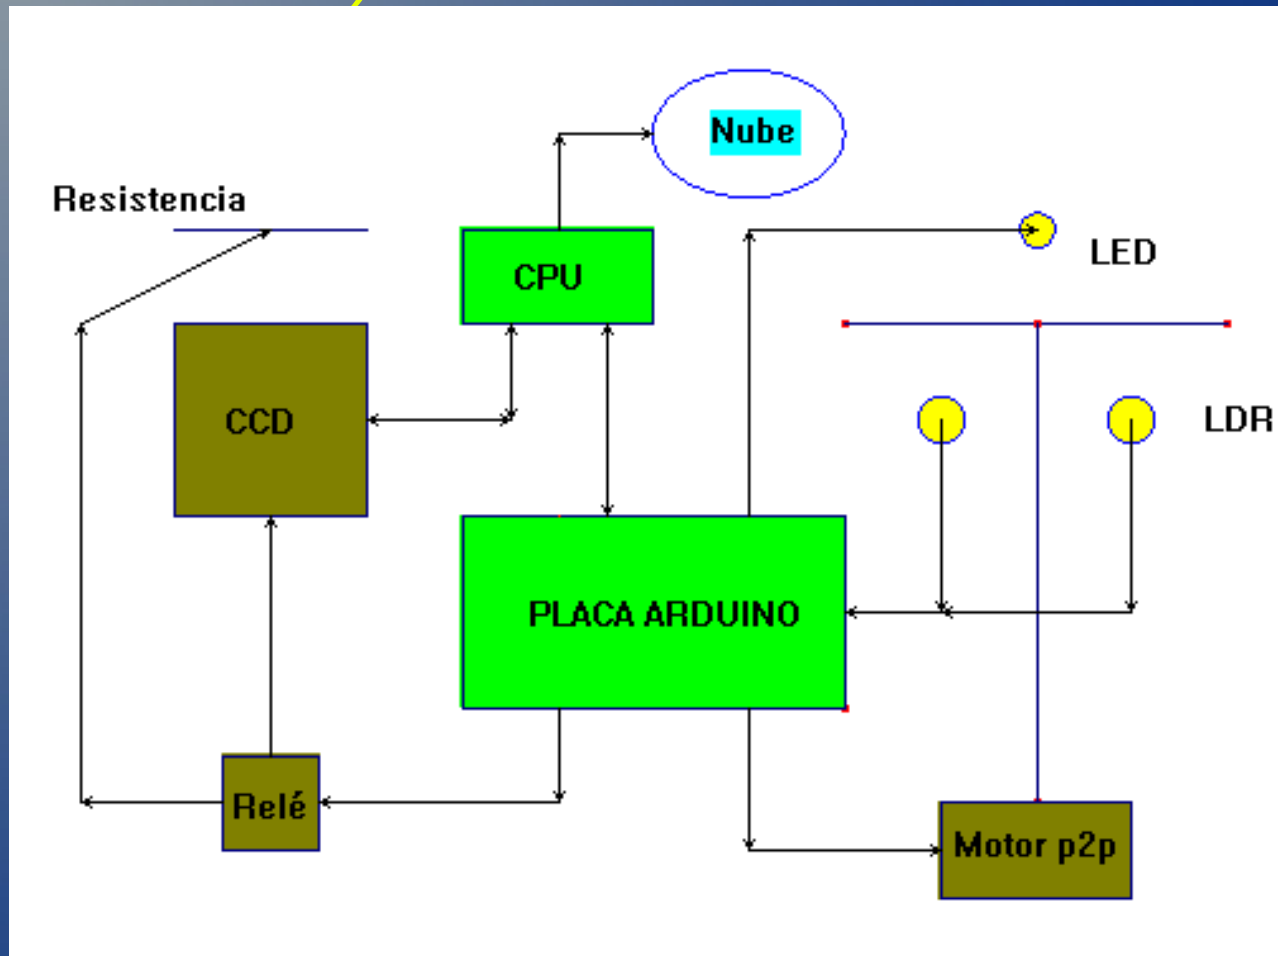 Nube
Resistencia
LED
CPU
CCD
LDR
PLACA ARDUINO
Relé
Motor p2p